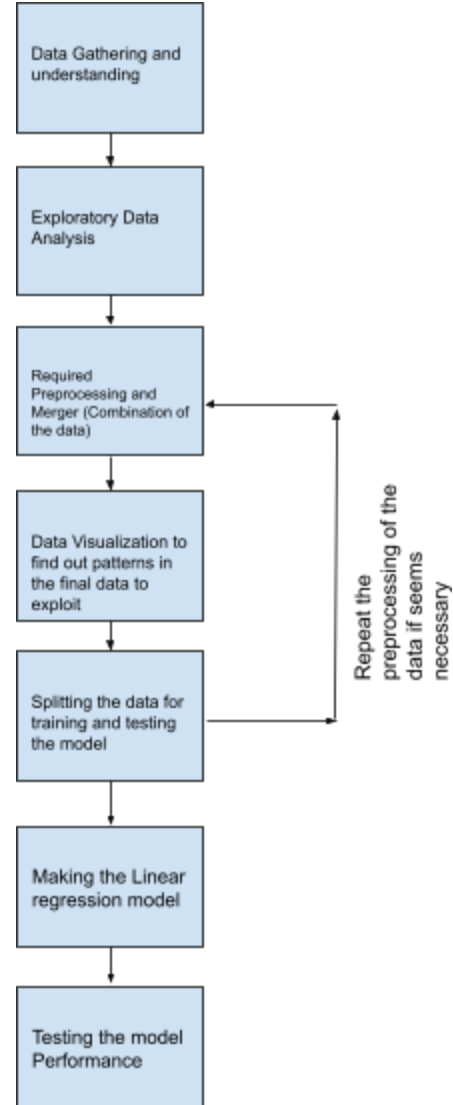 Data Gathering and
understanding
Exploratory Data
Analysis
Required
Preprocessing and
Merger (Combination of
the data)
Data Visualization to
find out patterns in
the final data to
exploit
Splitting the data for
training and testing
the model
Repeat the
preprocessing of the
data if seems
necessary
Making the Linear
regression model
Testing the model
Performance